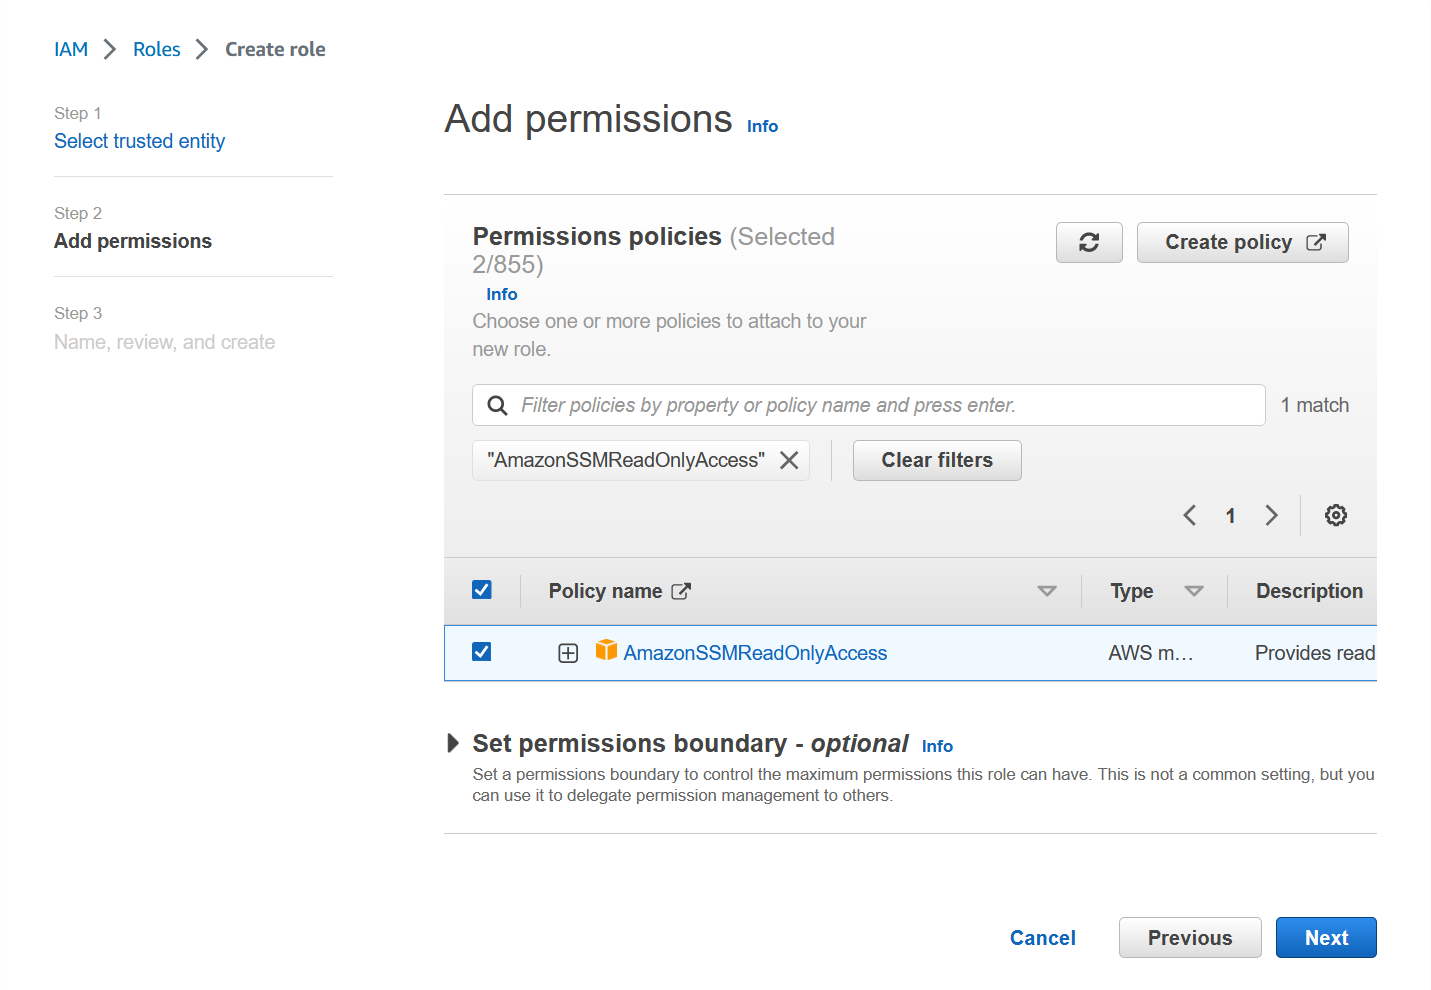 IAM > Roles > Create role
Step 1
Select trusted entity
Step 2
Add permissions
Step 3
Name, review, and create
Add permissions Info
Permissions policies (Selected
2/855)
Info
Choose one or more policies to attach to your
new role.
Create policy
Filter policies by property or policy name and press enter.
1 match
"AmazonSSMReadOnlyAccess"
Clear filters
1
Policy name Type Description
AmazonSSMReadOnlyAccess AWS m… Provides read
Set permissions boundary - optional Info
Set a permissions boundary to control the maximum permissions this role can have. This is not a common setting, but you
can use it to delegate permission management to others.
Cancel Previous Next